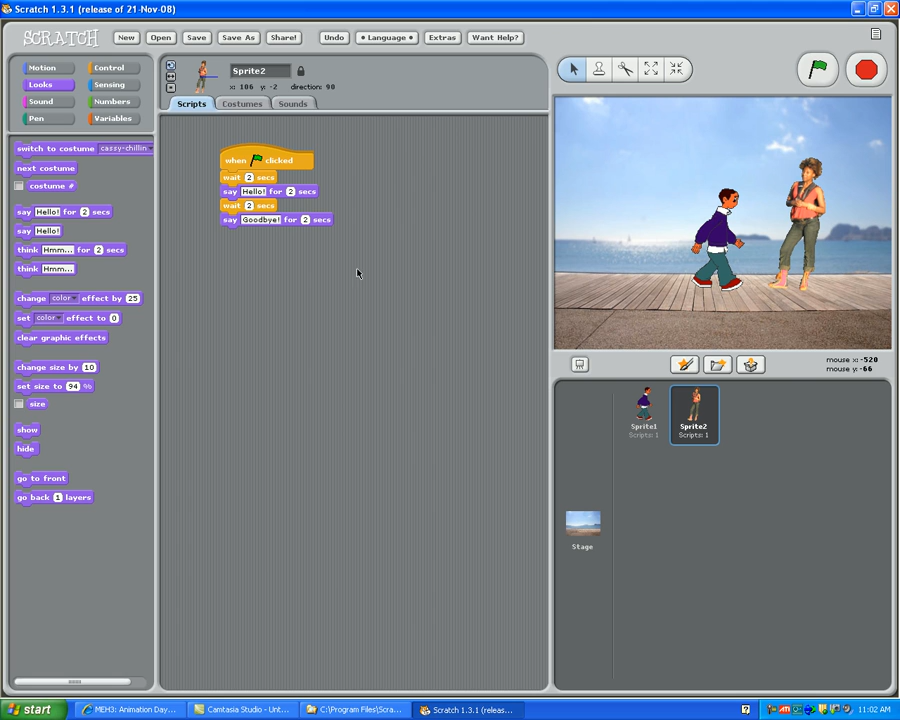 Scratch 1.3.1 (release of 21-Nov-08)
SCRATCH New Open Save Save As Share! Undo Language Extras Want Help?
Motion Control
Looks Sensing
Sound Numbers
Pen Variables
Sprite2
x: 106 y: -2 direction: 90
Scripts Costumes Sounds
switch to costume cassy-chillin
next costume
costume #
say Hello! for 2 secs
say Hello!
think Hmm... for 2 secs
think Hmm...
change color effect by 25
set color effect to 0
clear graphic effects
change size by 10
set size to 94 %
size
show
hide
go to front
go back 1 layers
when clicked
wait 2 secs
say Hello! for 2 secs
wait 2 secs
say Goodbye! for 2 secs
mouse x: -520
mouse y: -66
Sprite1
Scripts: 1
Sprite2
Scripts: 1
Stage
start MEH3: Animation Day... Camtasia Studio - Unt... C:\Program Files\Scra... Scratch 1.3.1 (releas... 11:02 AM